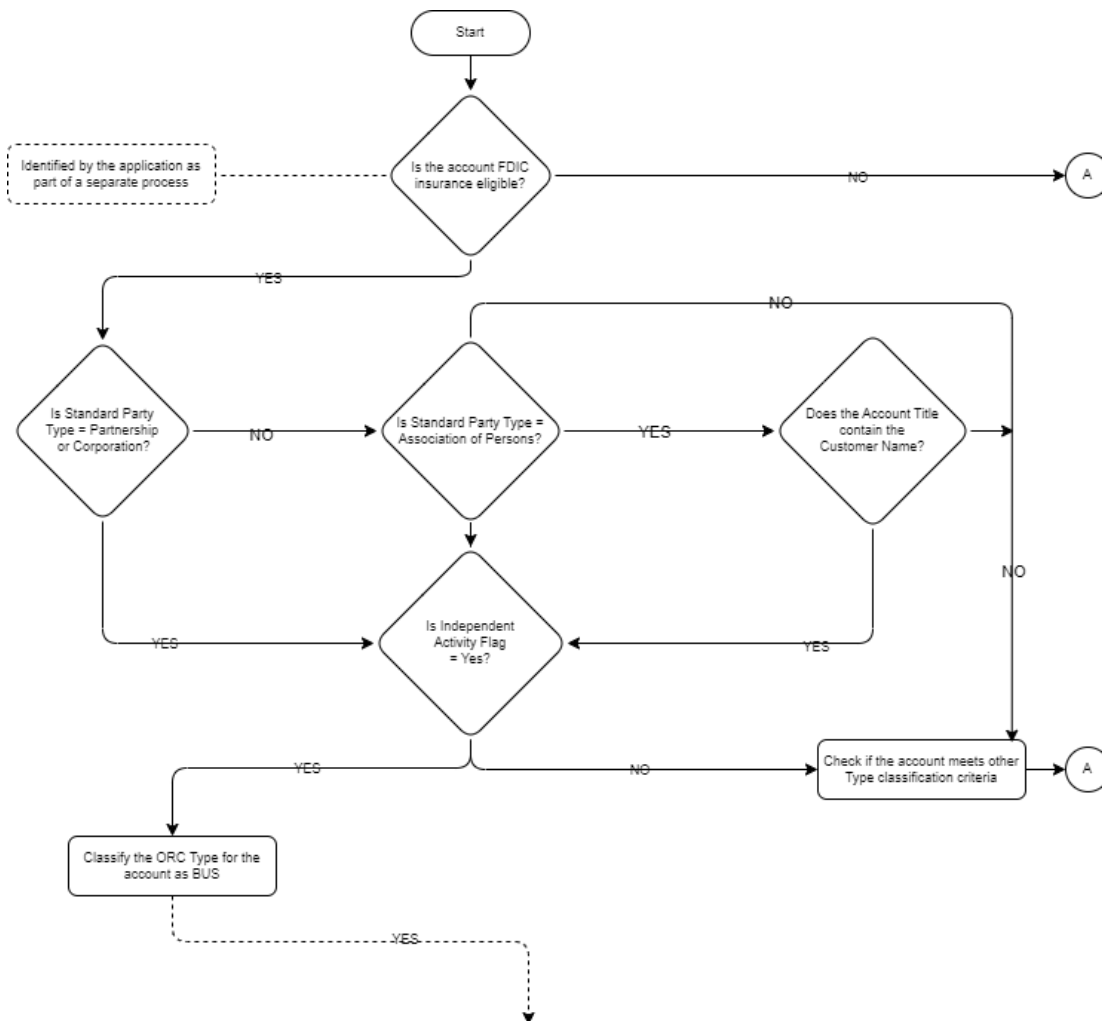 Start
Is the account FDIC
insurance eligible?
Identified by the application as
part of a separate process
NO
A
YES
NO
Is Standard Party
Type = Partnership
or Corporation?
NO
Is Standard Party Type =
Association of Persons?
YES
Does the Account Title
contain the
Customer Name?
NO
Is Independent
Activity Flag
= Yes?
YES
YES
YES
NO
Check if the account meets other
Type classification criteria
A
Classify the ORC Type for the
account as BUS
YES